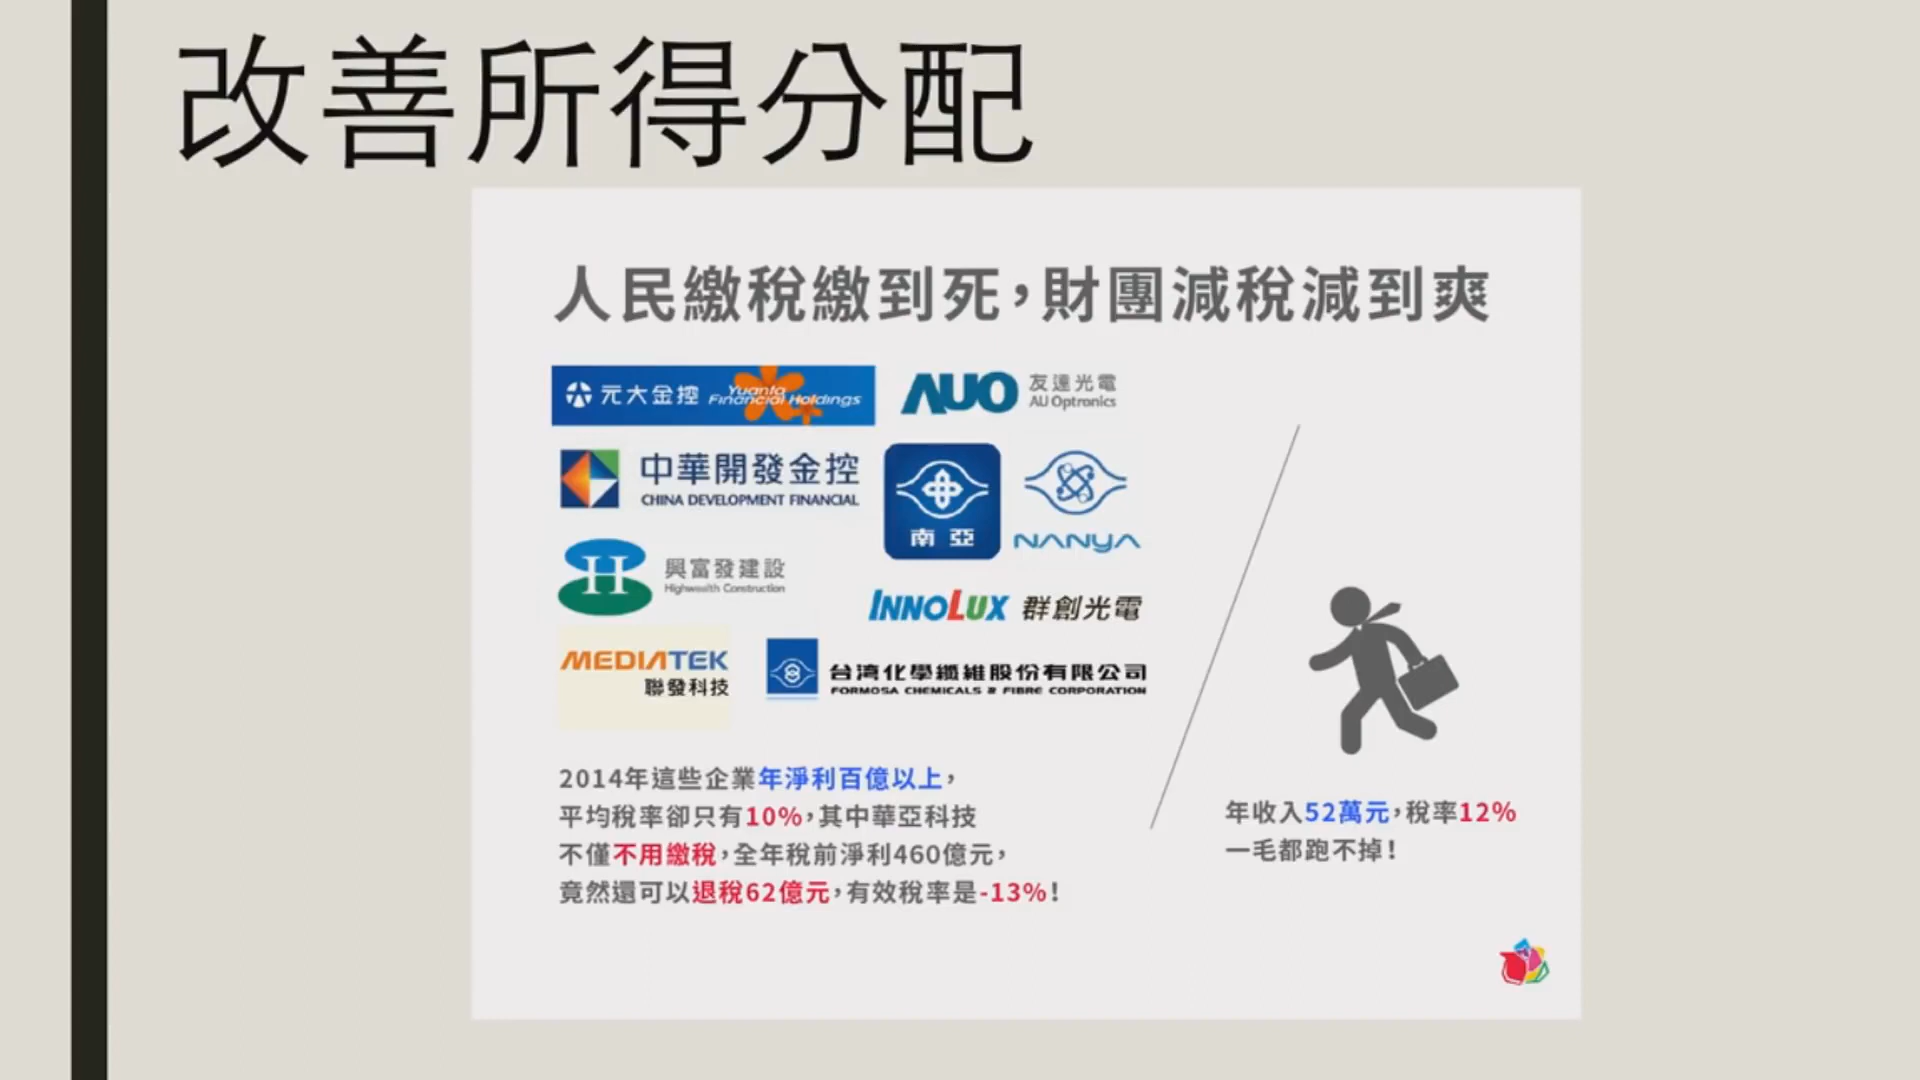 改善所得分配
人民繳稅繳到死，財團減稅減到爽
元大金控 Yuanta Financial Holdings
AUO 友達光電
AU Optronics
中華開發金控
CHINA DEVELOPMENT FINANCIAL
南亞
NANYA
興富發建設
Highwealth Construction
INNOLUX 群創光電
MEDIATEK
聯發科技
台湾化學纖維股份有限公司
FORMOSA CHEMICALS & FIBRE CORPORATION
2014年這些企業年淨利百億以上，
平均稅率卻只有10%，其中華亞科技
不僅不用繳稅，全年稅前淨利460億元，
竟然還可以退稅62億元，有效稅率是-13%！
年收入52萬元，稅率12%
一毛都跑不掉！